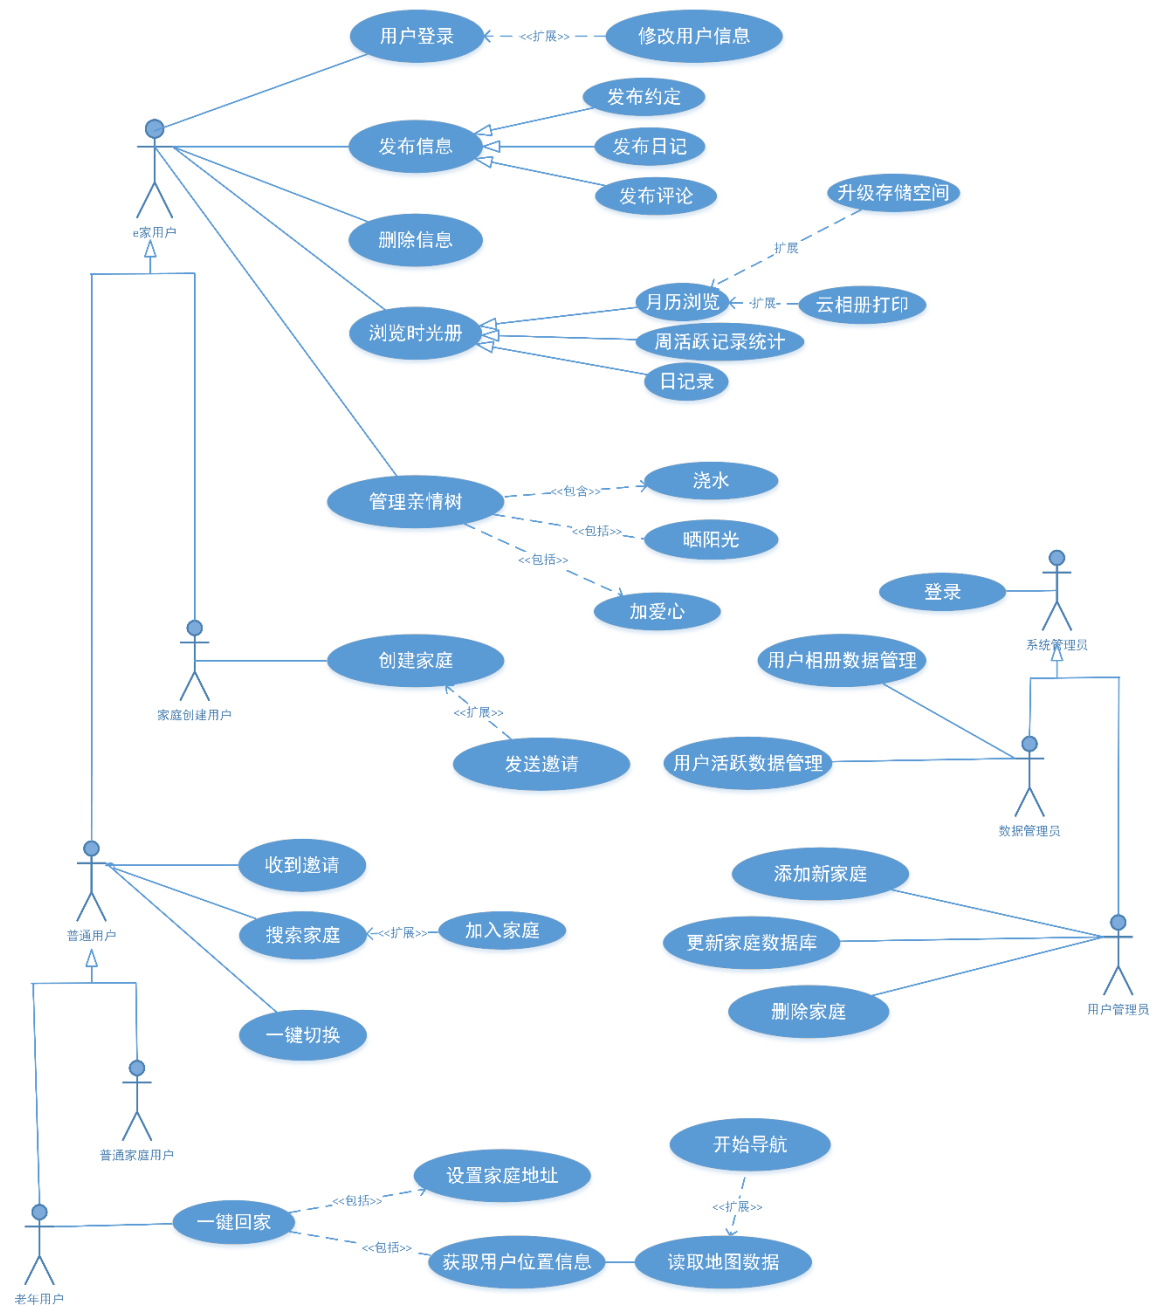 用户登录
<<扩展>>
修改用户信息
发布约定
发布信息
发布日记
发布评论
升级存储空间
e家用户
删除信息
扩展
月历浏览
扩展
云相册打印
浏览时光册
周活跃记录统计
日记录
管理亲情树
<<包含>>
浇水
<<包括>>
晒阳光
<<包括>>
加爱心
登录
系统管理员
创建家庭
用户相册数据管理
家庭创建用户
<<扩展>>
发送邀请
用户活跃数据管理
数据管理员
收到邀请
添加新家庭
普通用户
搜索家庭
<<扩展>>
加入家庭
更新家庭数据库
一键切换
删除家庭
用户管理员
普通家庭用户
开始导航
设置家庭地址
<<包括>>
<<扩展>>
一键回家
<<包括>>
获取用户位置信息
读取地图数据
老年用户